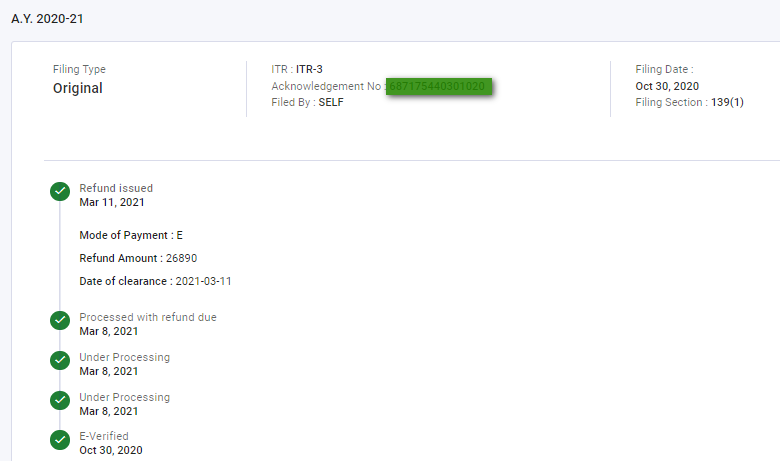 A.Y. 2020-21
Filing Type
Original
ITR : ITR-3
Acknowledgement No : 687175440301020
Filed By : SELF
Filing Date :
Oct 30, 2020
Filing Section : 139(1)
Refund issued
Mar 11, 2021
Mode of Payment : E
Refund Amount : 26890
Date of clearance : 2021-03-11
Processed with refund due
Mar 8, 2021
Under Processing
Mar 8, 2021
Under Processing
Mar 8, 2021
E-Verified
Oct 30, 2020